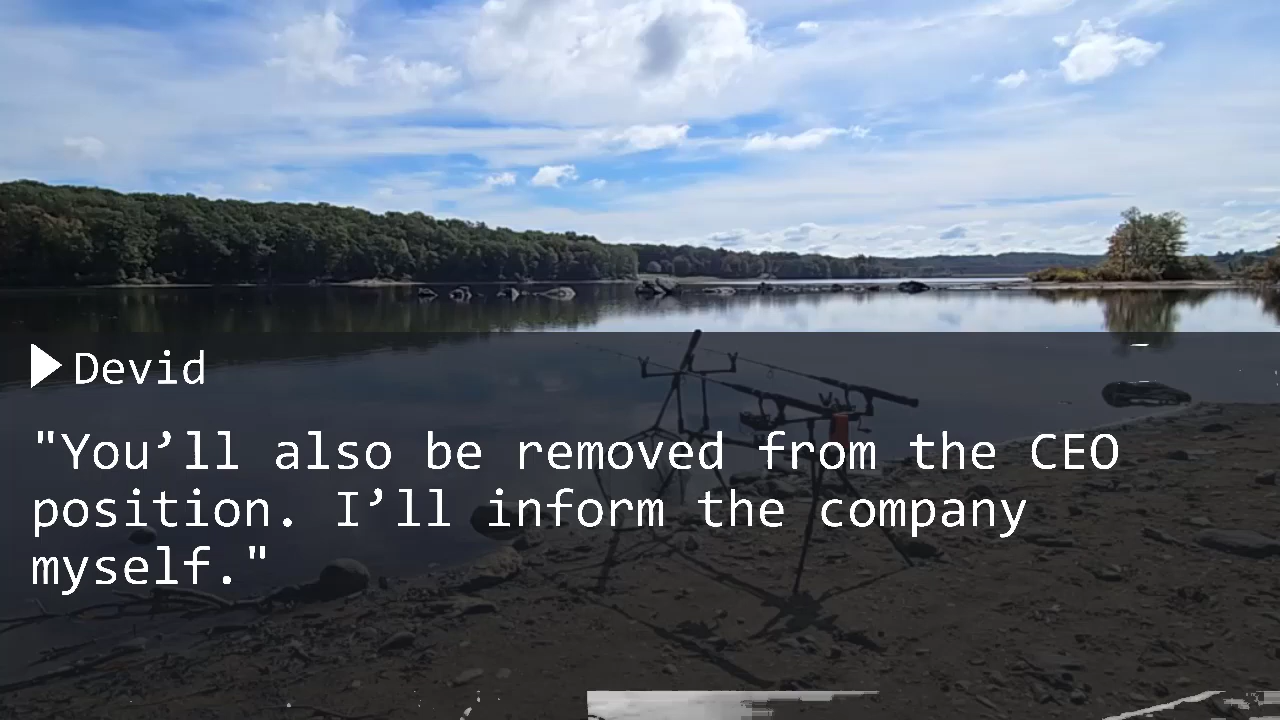 Devid
"You’ll also be removed from the CEO
position. I’ll inform the company
myself."